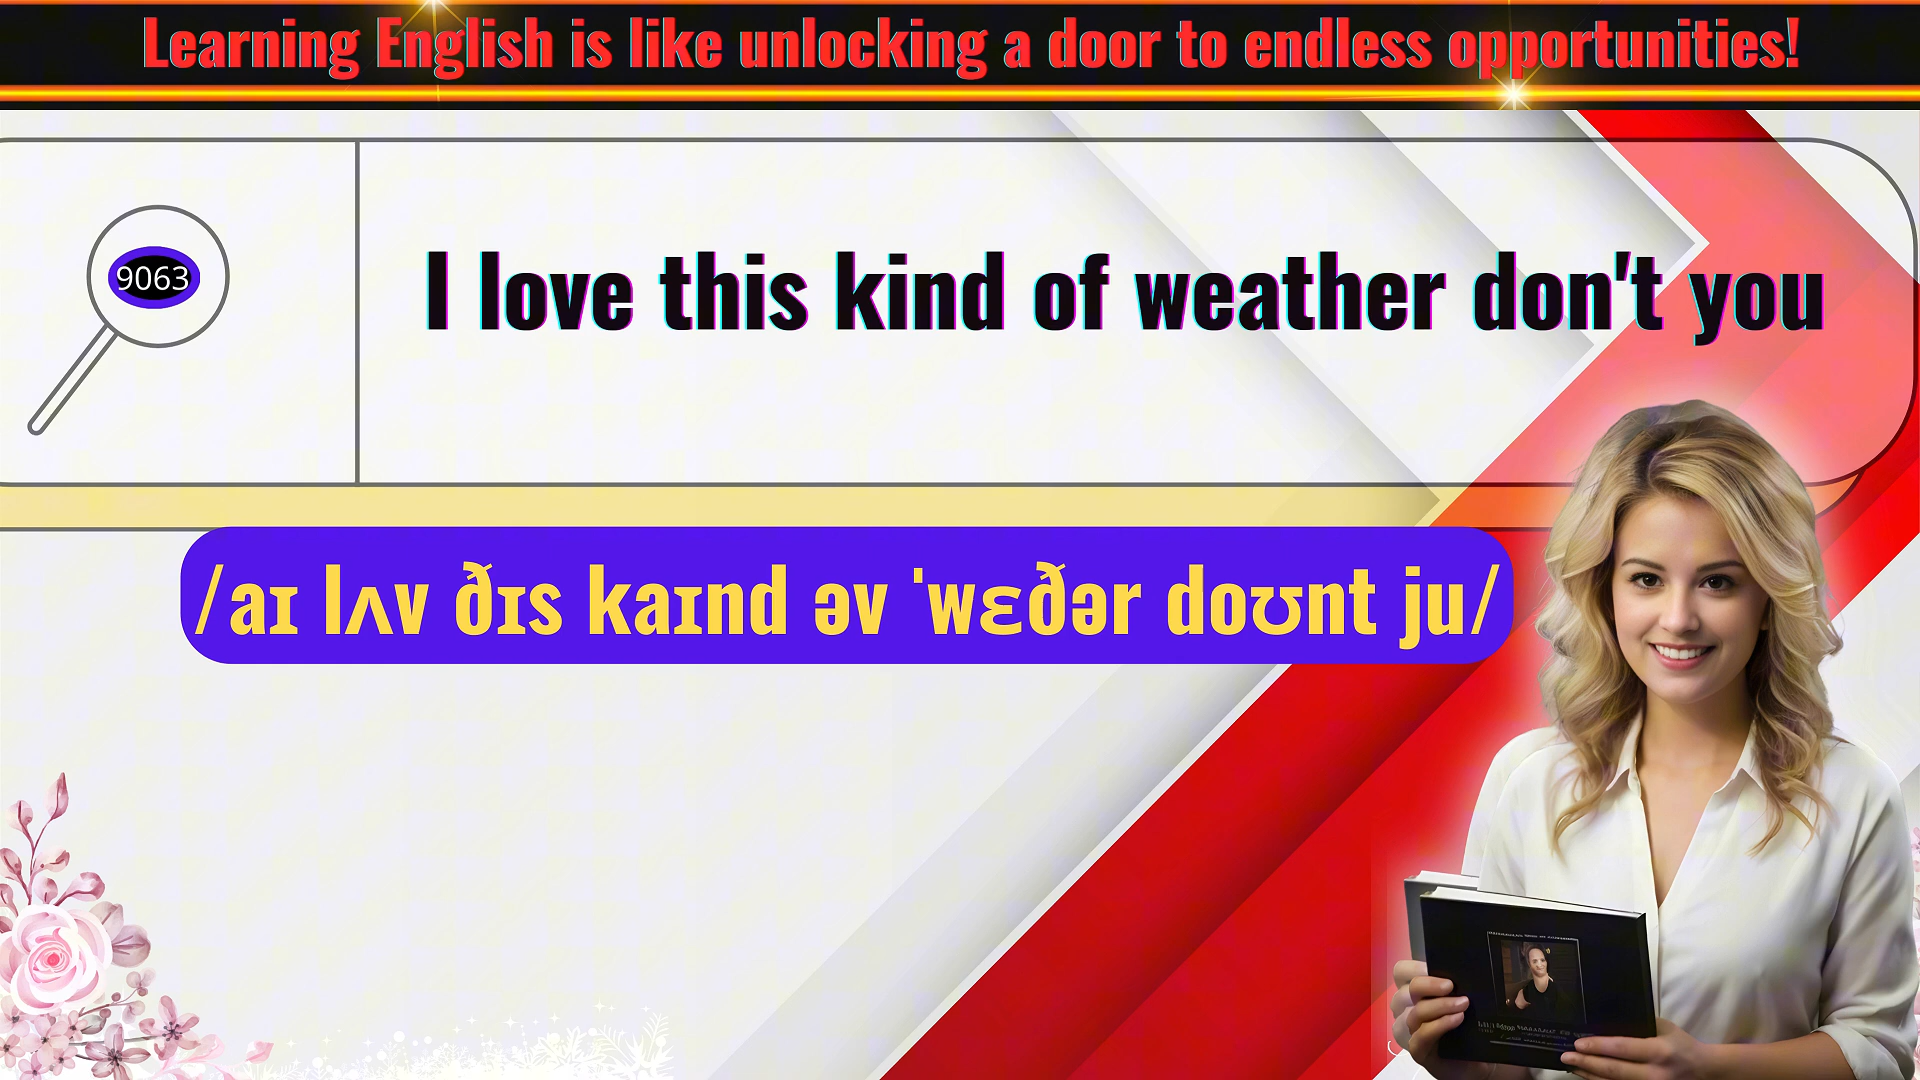 Learning English is like unlocking a door to endless opportunities!
9063
I love this kind of weather don't you
/aɪ lʌv ðɪs kaɪnd əv ˈwɛðər doʊnt ju/